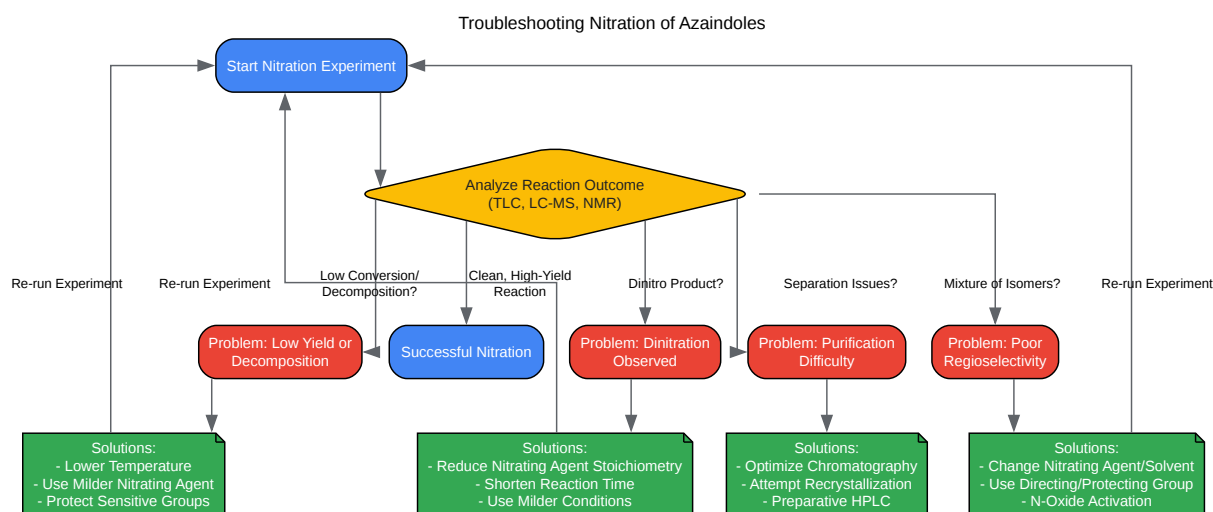 Troubleshooting Nitration of Azaindoles
Start Nitration Experiment
Analyze Reaction Outcome
(TLC, LC-MS, NMR)
Re-run Experiment
Re-run Experiment
Low Conversion/
Decomposition?
Clean, High-Yield
Reaction
Dinitro Product?
Separation Issues?
Mixture of Isomers?
Re-run Experiment
Problem: Low Yield or
Decomposition
Successful Nitration
Problem: Dinitration
Observed
Problem: Purification
Difficulty
Problem: Poor
Regioselectivity
Solutions:
- Lower Temperature
- Use Milder Nitrating Agent
- Protect Sensitive Groups
Solutions:
- Reduce Nitrating Agent Stoichiometry
- Shorten Reaction Time
- Use Milder Conditions
Solutions:
- Optimize Chromatography
- Attempt Recrystallization
- Preparative HPLC
Solutions:
- Change Nitrating Agent/Solvent
- Use Directing/Protecting Group
- N-Oxide Activation